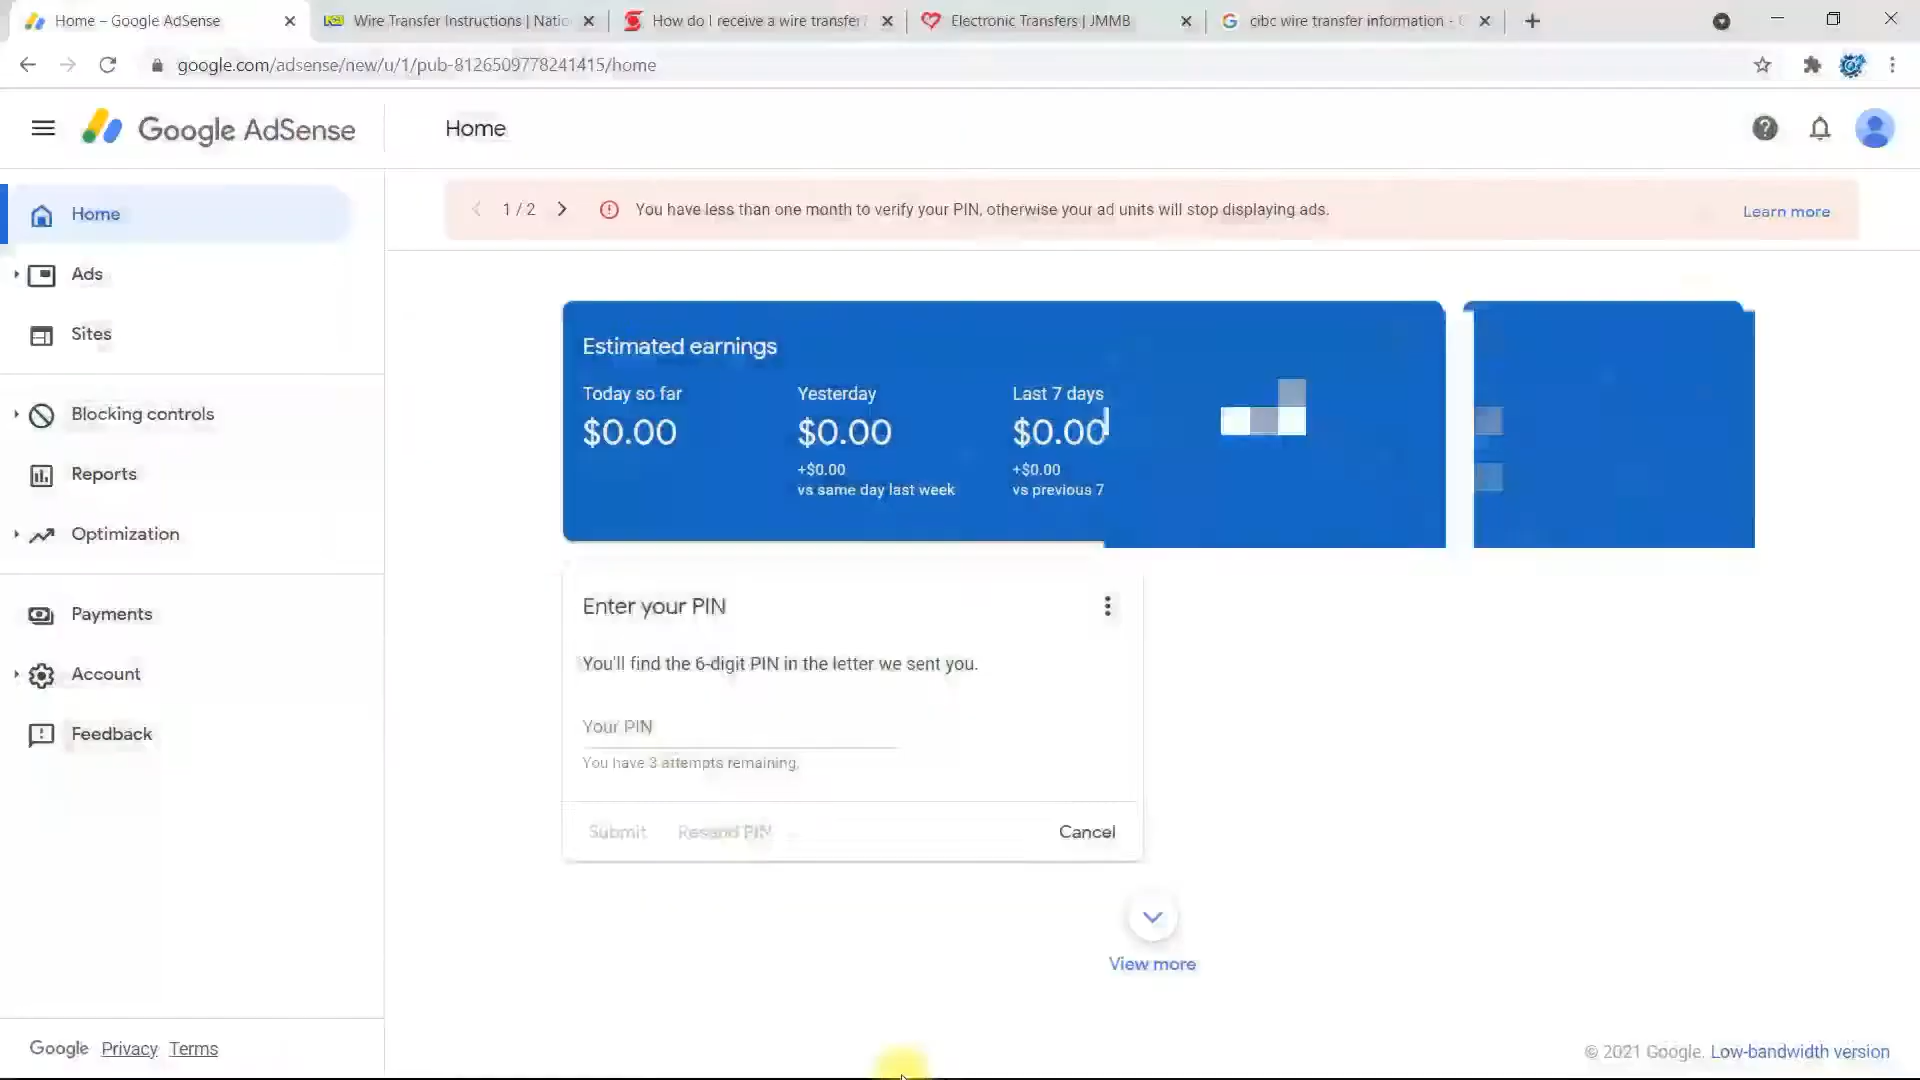 Home – Google AdSense
Wire Transfer Instructions | Natio
How do I receive a wire transfer
Electronic Transfers | JMMB
cibc wire transfer information -
google.com/adsense/new/u/1/pub-8126509778241415/home
Google AdSense
Home
Home
Ads
Sites
Blocking controls
Reports
Optimization
Payments
Account
Feedback
Google Privacy Terms
1 / 2
You have less than one month to verify your PIN, otherwise your ad units will stop displaying ads.
Learn more
Estimated earnings
Today so far
$0.00
Yesterday
$0.00
+$0.00
vs same day last week
Last 7 days
$0.00
+$0.00
vs previous 7
Enter your PIN
You'll find the 6-digit PIN in the letter we sent you.
Your PIN
You have 3 attempts remaining.
Submit Resend PIN Cancel
View more
© 2021 Google. Low-bandwidth version